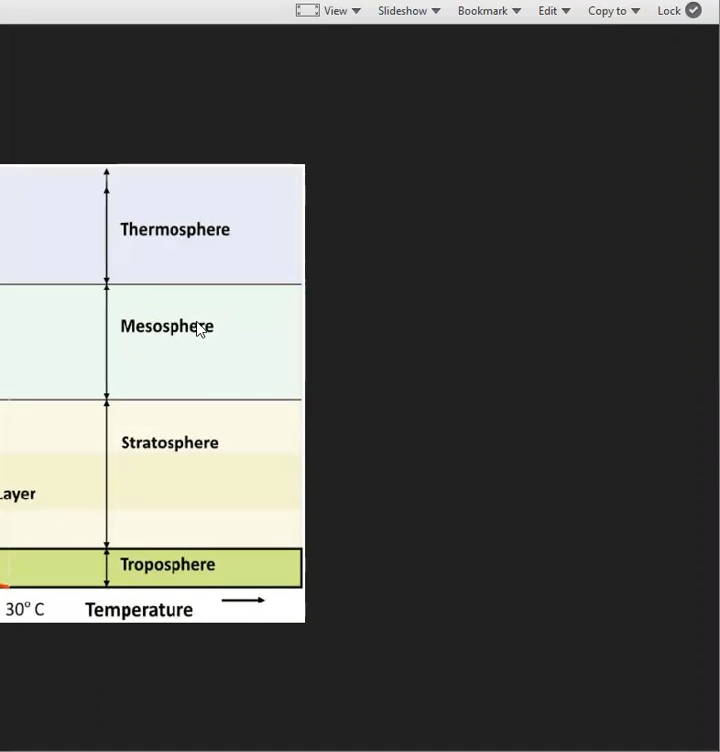 View Slideshow Bookmark Edit Copy to Lock
Thermosphere
Mesosphere
Stratosphere
Layer
Troposphere
30° C Temperature